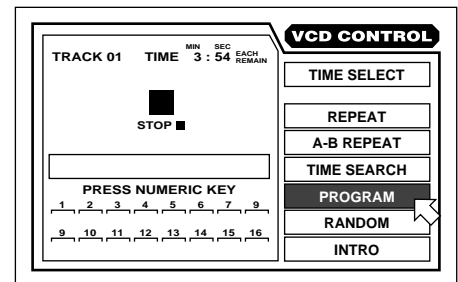 VCD CONTROL
TRACK 01 TIME MIN 3 : SEC 54 EACH REMAIN
STOP
PRESS NUMERIC KEY
1 2 3 4 5 6 7 9
9 10 11 12 13 14 15 16
TIME SELECT
REPEAT
A-B REPEAT
TIME SEARCH
PROGRAM
RANDOM
INTRO